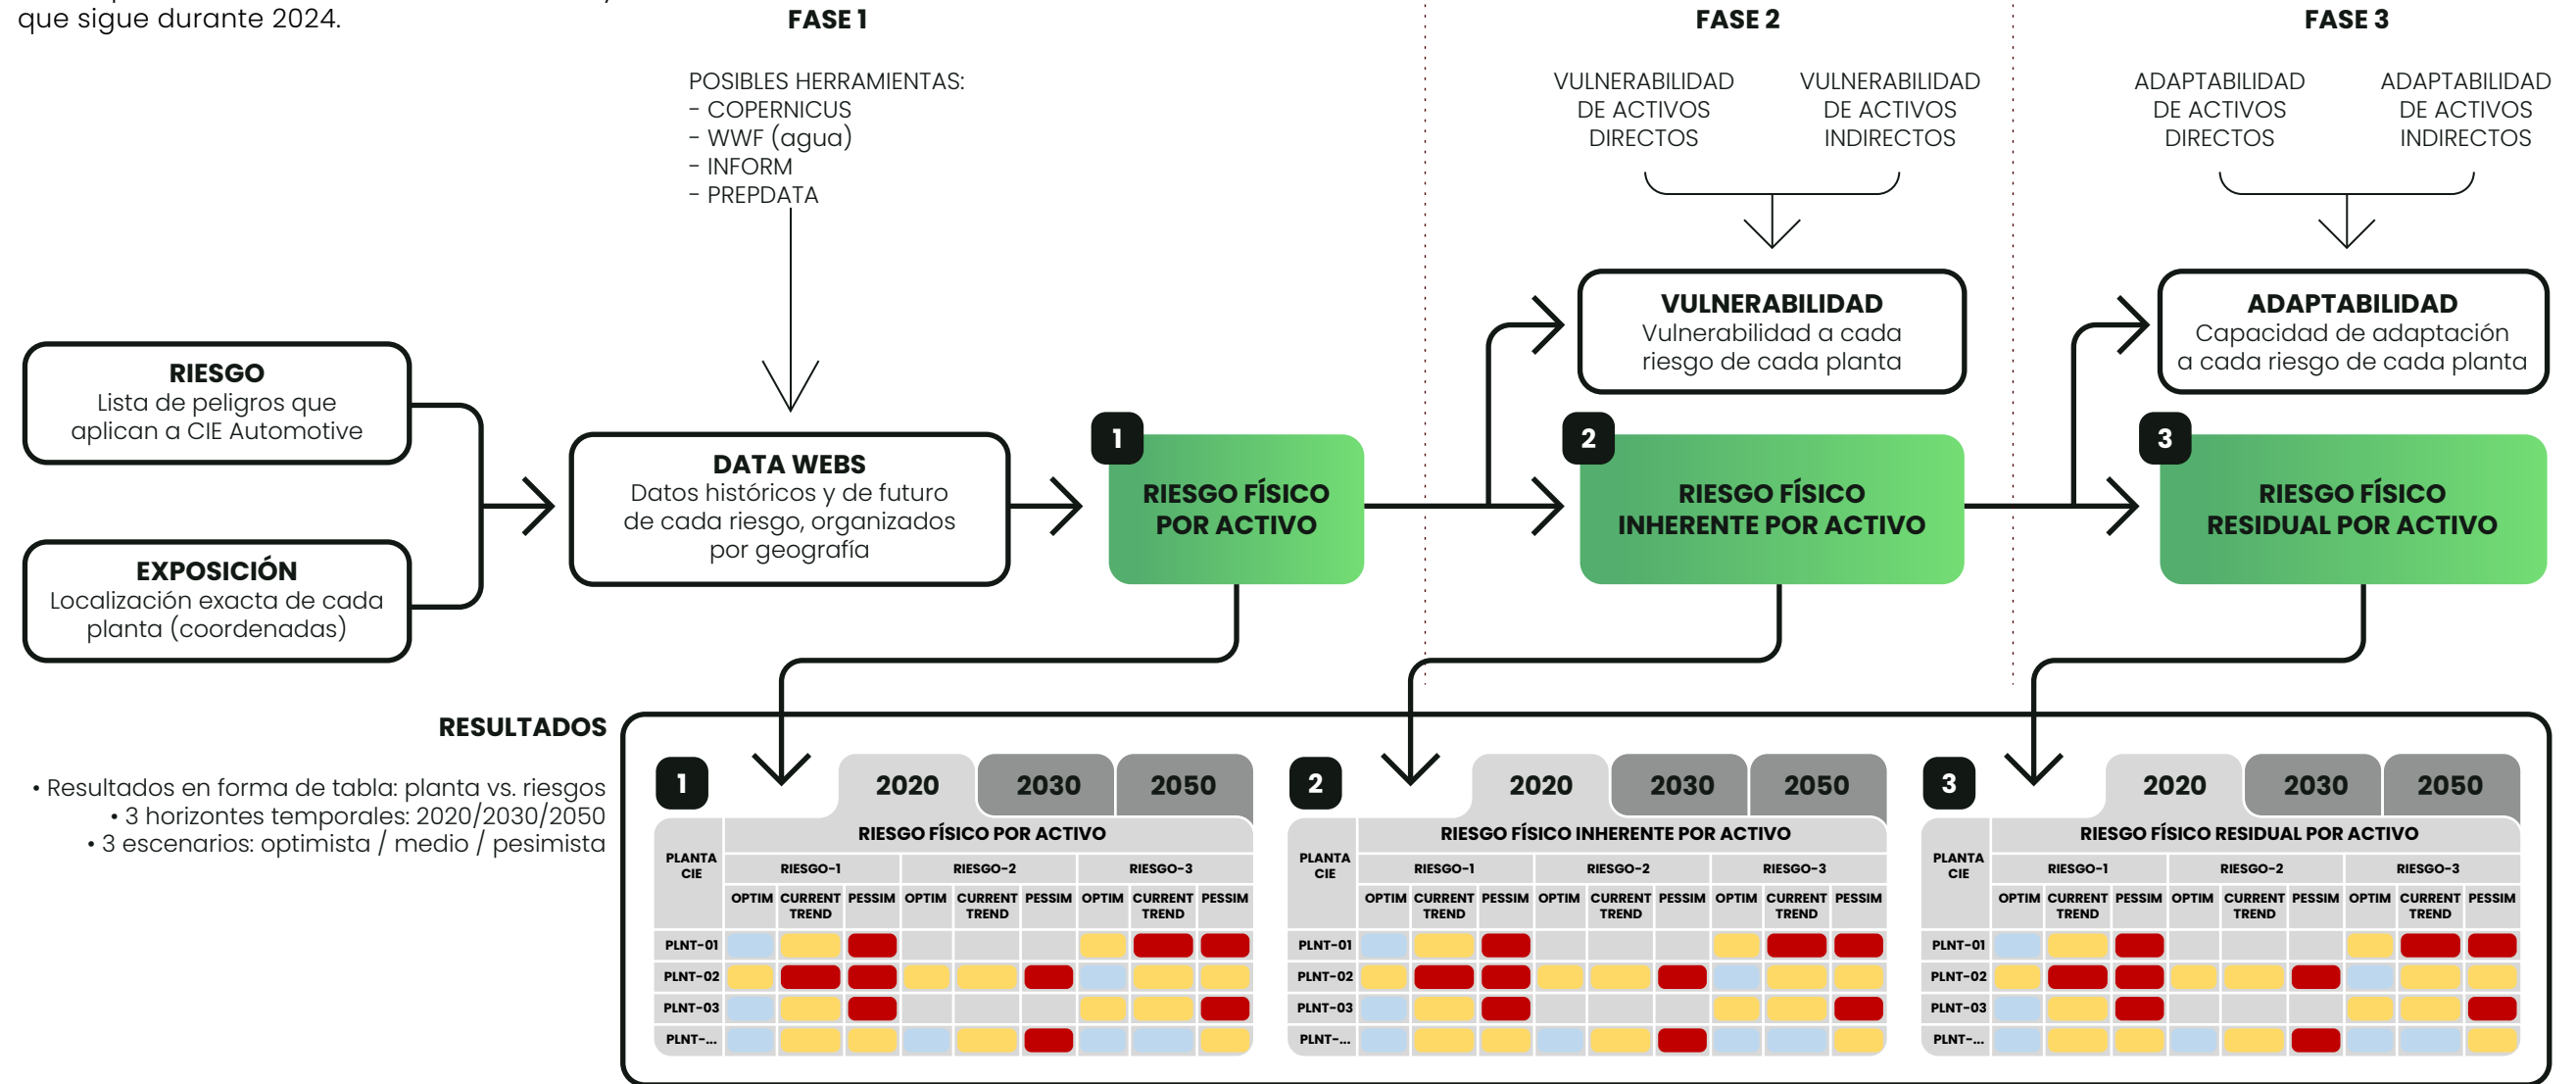 que sigue durante 2024.
FASE 1
FASE 2
FASE 3
POSIBLES HERRAMIENTAS:
- COPERNICUS
- WWF (agua)
- INFORM
- PREPDATA
VULNERABILIDAD
DE ACTIVOS
DIRECTOS
VULNERABILIDAD
DE ACTIVOS
INDIRECTOS
ADAPTABILIDAD
DE ACTIVOS
DIRECTOS
ADAPTABILIDAD
DE ACTIVOS
INDIRECTOS
VULNERABILIDAD
Vulnerabilidad a cada
riesgo de cada planta
ADAPTABILIDAD
Capacidad de adaptación
a cada riesgo de cada planta
RIESGO
Lista de peligros que
aplican a CIE Automotive
EXPOSICIÓN
Localización exacta de cada
planta (coordenadas)
DATA WEBS
Datos históricos y de futuro
de cada riesgo, organizados
por geografía
1
RIESGO FÍSICO
POR ACTIVO
2
RIESGO FÍSICO
INHERENTE POR ACTIVO
3
RIESGO FÍSICO
RESIDUAL POR ACTIVO
RESULTADOS
• Resultados en forma de tabla: planta vs. riesgos
• 3 horizontes temporales: 2020/2030/2050
• 3 escenarios: optimista / medio / pesimista
1
2020 2030 2050
RIESGO FÍSICO POR ACTIVO
PLANTA
CIE
RIESGO-1 RIESGO-2 RIESGO-3
OPTIM CURRENT TREND PESSIM OPTIM CURRENT TREND PESSIM OPTIM CURRENT TREND PESSIM
PLNT-01
PLNT-02
PLNT-03
PLNT-...
2
2020 2030 2050
RIESGO FÍSICO INHERENTE POR ACTIVO
PLANTA
CIE
RIESGO-1 RIESGO-2 RIESGO-3
OPTIM CURRENT TREND PESSIM OPTIM CURRENT TREND PESSIM OPTIM CURRENT TREND PESSIM
PLNT-01
PLNT-02
PLNT-03
PLNT-...
3
2020 2030 2050
RIESGO FÍSICO RESIDUAL POR ACTIVO
PLANTA
CIE
RIESGO-1 RIESGO-2 RIESGO-3
OPTIM CURRENT TREND PESSIM OPTIM CURRENT TREND PESSIM OPTIM CURRENT TREND PESSIM
PLNT-01
PLNT-02
PLNT-03
PLNT-...